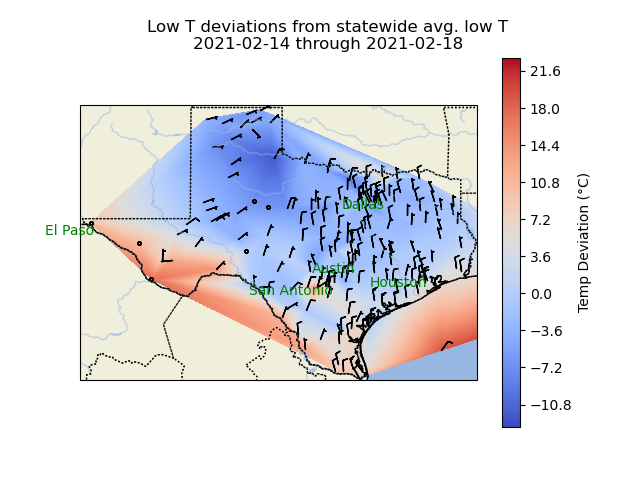 Low T deviations from statewide avg. low T
2021-02-14 through 2021-02-18
21.6
18.0
14.4
10.8
7.2
3.6
0.0
−3.6
−7.2
−10.8
Temp Deviation (°C)
Dallas
El Paso
Austin
San Antonio
Houston